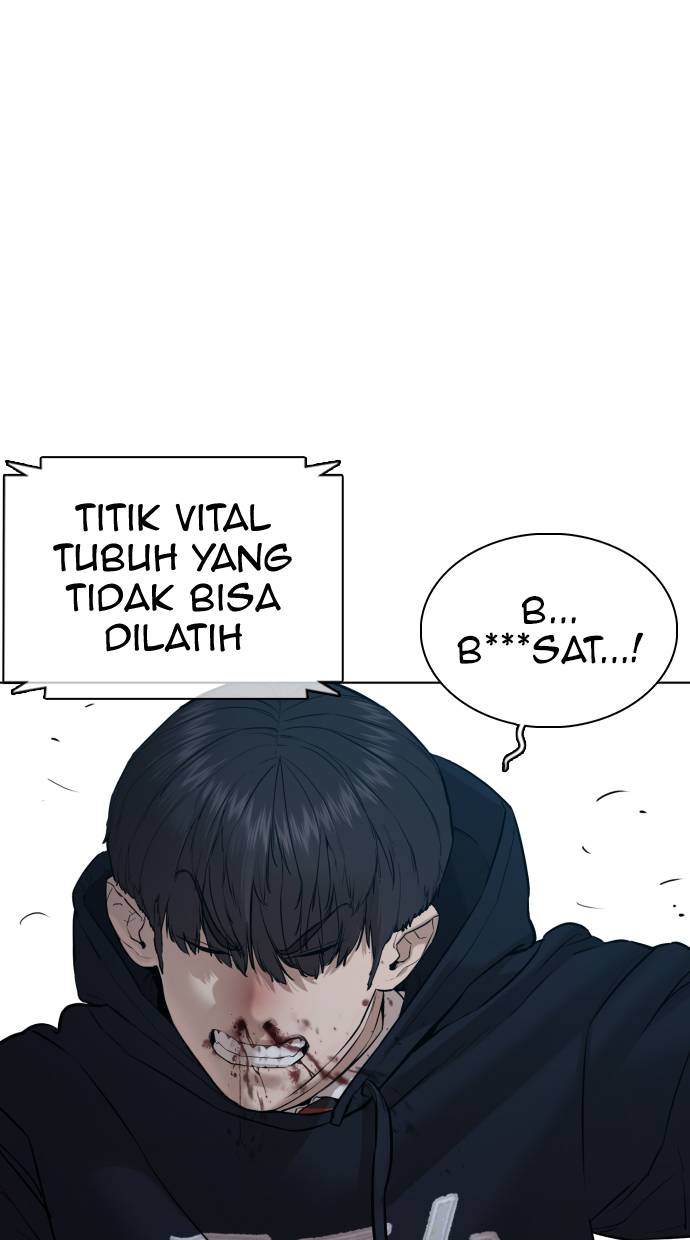 TITIK VITAL
TUBUH YANG
TIDAK BISA
DILATIH
B...
B***SAT...!